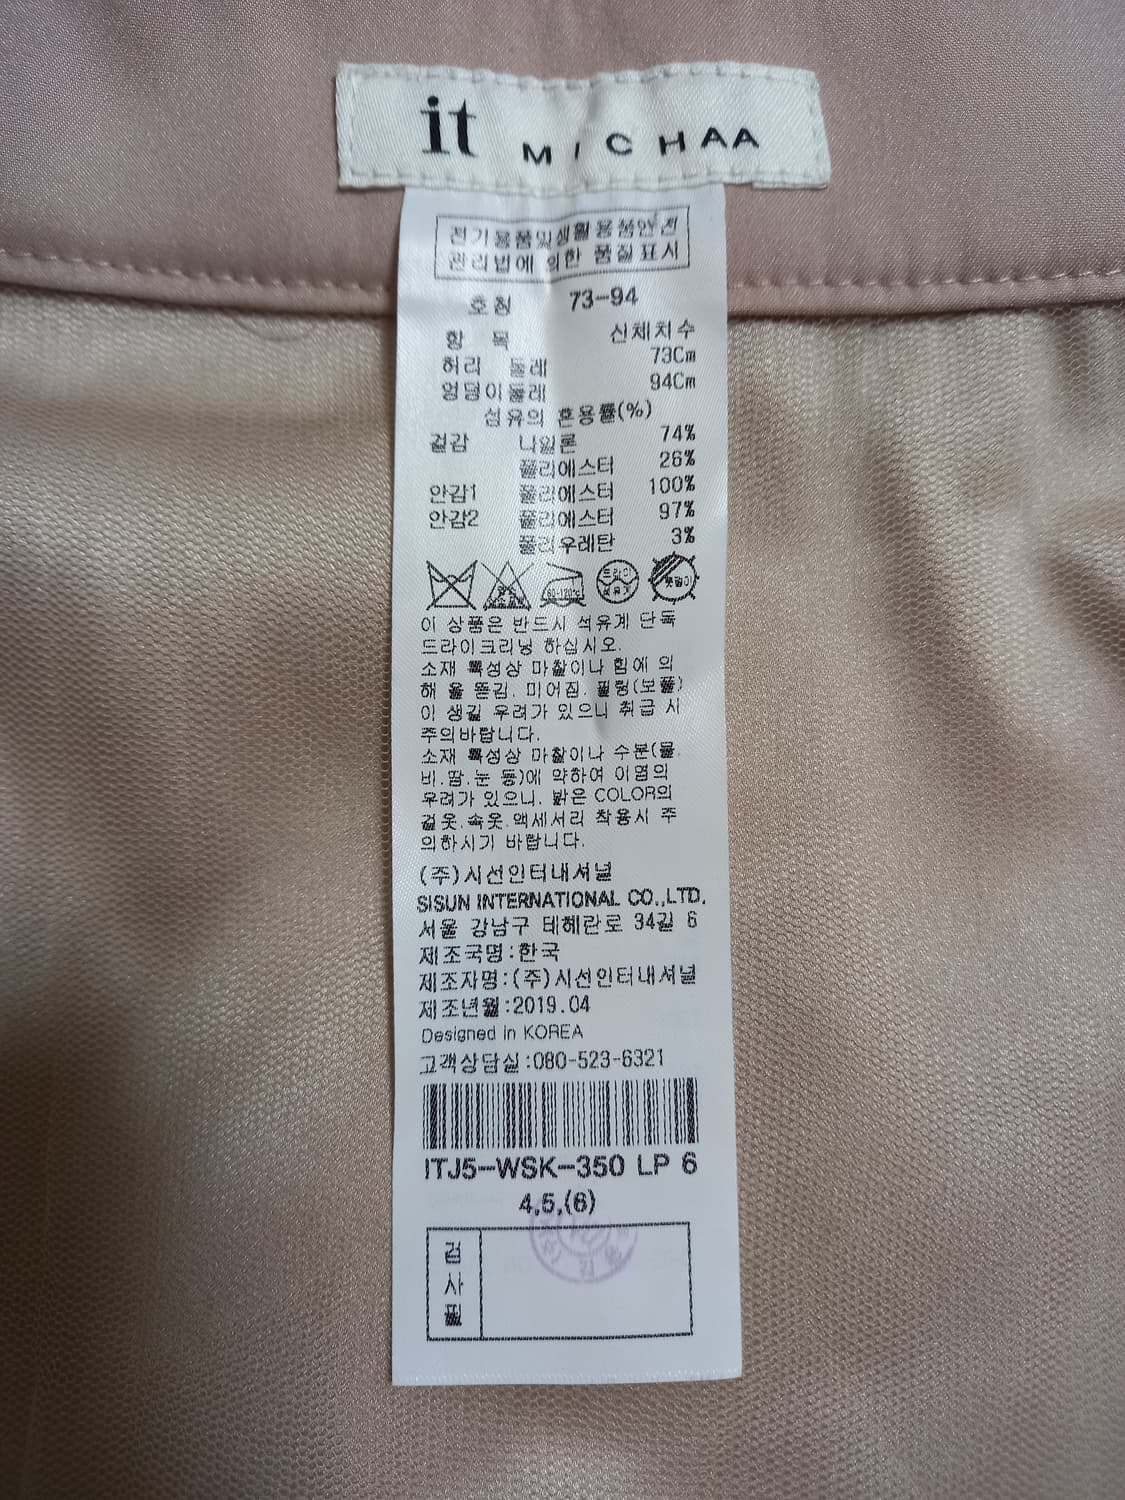 it MICHAA
전기용품및생활용품안전
관리법에 의한 품질표시
호칭 73-94
항 목 신체치수
허리 둘레 73Cm
엉덩이둘레 94Cm
섬유의 혼용률(%)
겉감 나일론 74%
폴리에스터 26%
안감1 폴리에스터 100%
안감2 폴리에스터 97%
폴리우레탄 3%
80-120℃ 드라이
석유계
이 상품은 반드시 석유계 단독
드라이크리닝 하십시오.
소재 특성상 마찰이나 힘에 의
해 올 뜯김, 미어짐, 필링(보풀)
이 생길 우려가 있으니 취급 시
주의바랍니다.
소재 특성상 마찰이나 수분(물,
비,땀,눈 등)에 약하여 이염의
우려가 있으니, 밝은 COLOR의
겉옷,속옷,액세서리 착용시 주
의하시기 바랍니다.
(주)시선인터내셔널
SISUN INTERNATIONAL CO.,LTD.
서울 강남구 테헤란로 34길 6
제조국명:한국
제조자명:(주)시선인터내셔널
제조년월:2019.04
Designed in KOREA
고객상담실:080-523-6321
ITJ5-WSK-350 LP 6
4,5,(6)
검
사
필